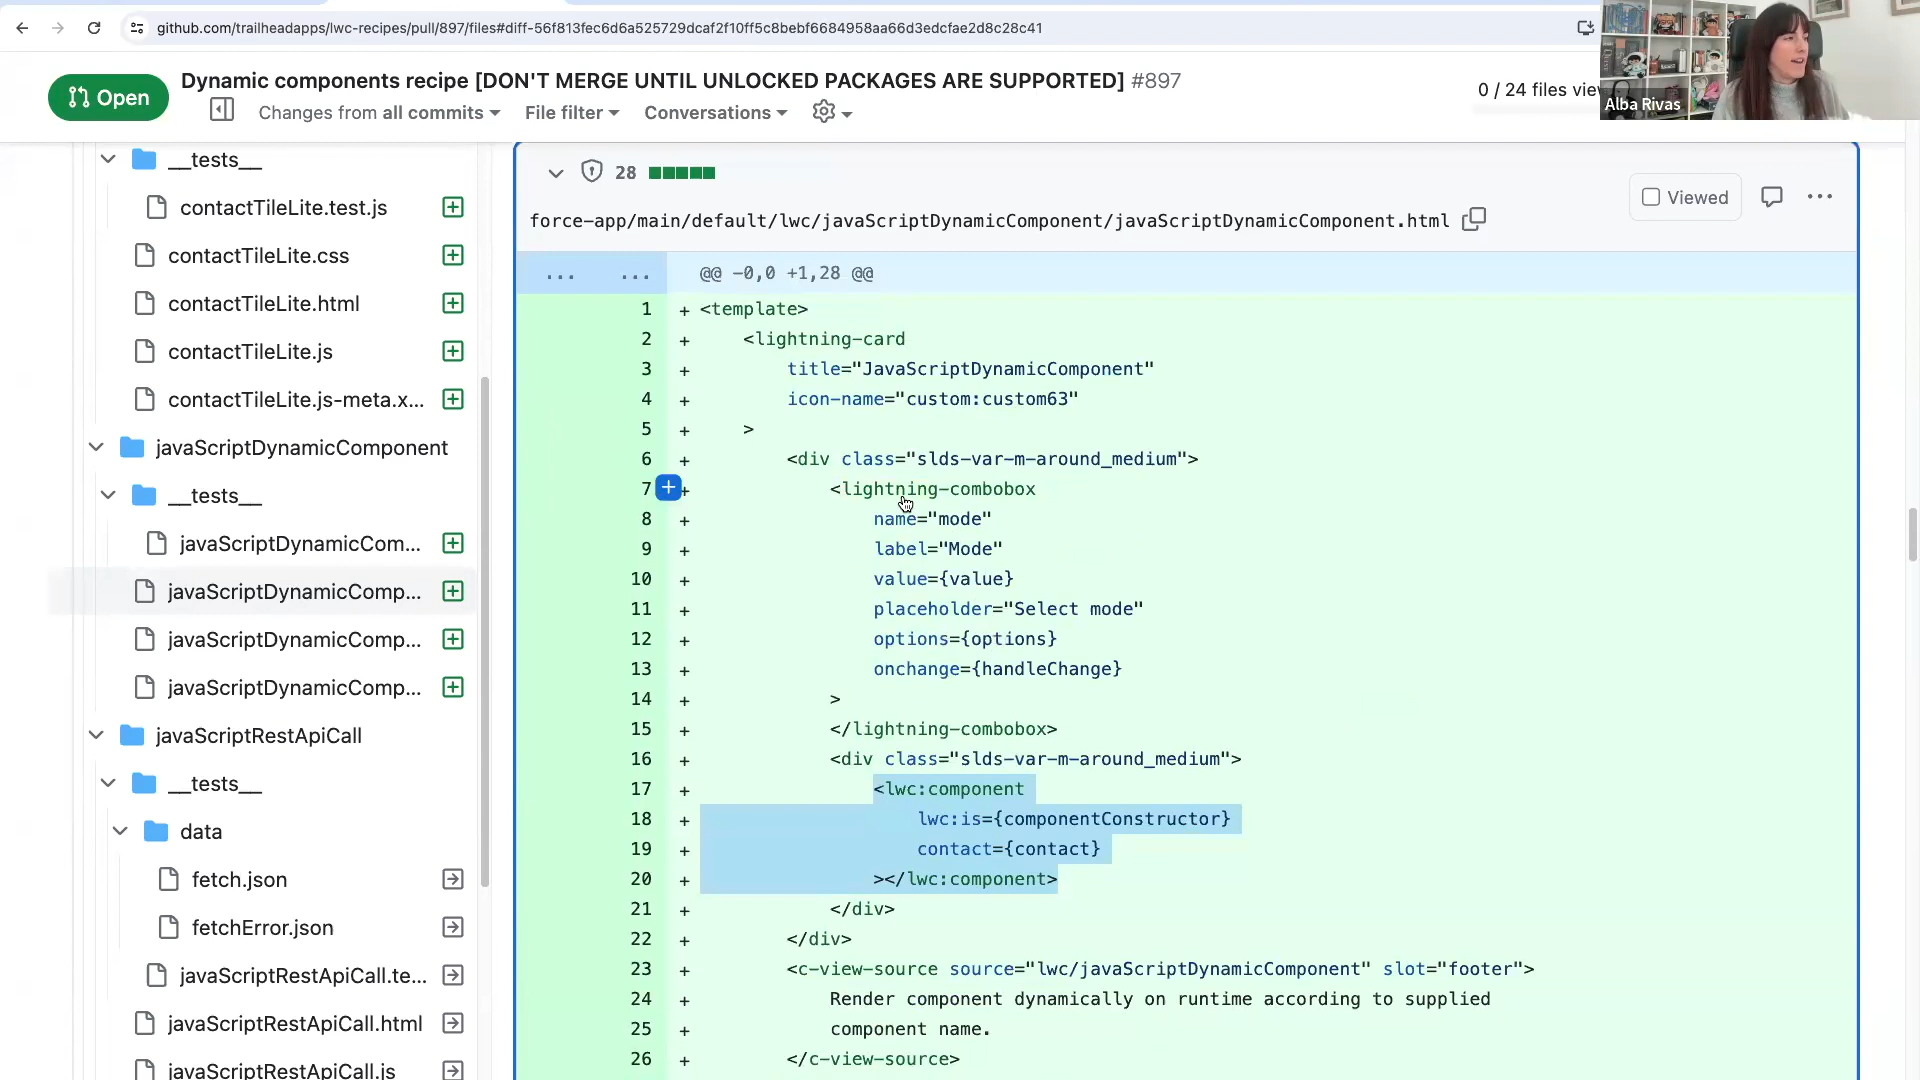 github.com/trailheadapps/lwc-recipes/pull/897/files#diff-56f813fec6d6a525729dcaf2f10ff5c8bebf6684958aa66d3edcfae2d8c28c41
Open
Dynamic components recipe [DON'T MERGE UNTIL UNLOCKED PACKAGES ARE SUPPORTED] #897
Changes from all commits
File filter
Conversations
0 / 24 files vie
Alba Rivas
__tests__
contactTileLite.test.js
contactTileLite.css
contactTileLite.html
contactTileLite.js
contactTileLite.js-meta.x...
javaScriptDynamicComponent
__tests__
javaScriptDynamicCom...
javaScriptDynamicComp...
javaScriptDynamicComp...
javaScriptDynamicComp...
javaScriptRestApiCall
__tests__
data
fetch.json
fetchError.json
javaScriptRestApiCall.te...
javaScriptRestApiCall.html
javaScriptRestApiCall.js
28
Viewed
force-app/main/default/lwc/javaScriptDynamicComponent/javaScriptDynamicComponent.html
... ... @@ -0,0 +1,28 @@
1 + <template>
2 + <lightning-card
3 + title="JavaScriptDynamicComponent"
4 + icon-name="custom:custom63"
5 + >
6 + <div class="slds-var-m-around_medium">
7 + <lightning-combobox
8 + name="mode"
9 + label="Mode"
10 + value={value}
11 + placeholder="Select mode"
12 + options={options}
13 + onchange={handleChange}
14 + >
15 + </lightning-combobox>
16 + <div class="slds-var-m-around_medium">
17 + <lwc:component
18 + lwc:is={componentConstructor}
19 + contact={contact}
20 + ></lwc:component>
21 + </div>
22 + </div>
23 + <c-view-source source="lwc/javaScriptDynamicComponent" slot="footer">
24 + Render component dynamically on runtime according to supplied
25 + component name.
26 + </c-view-source>